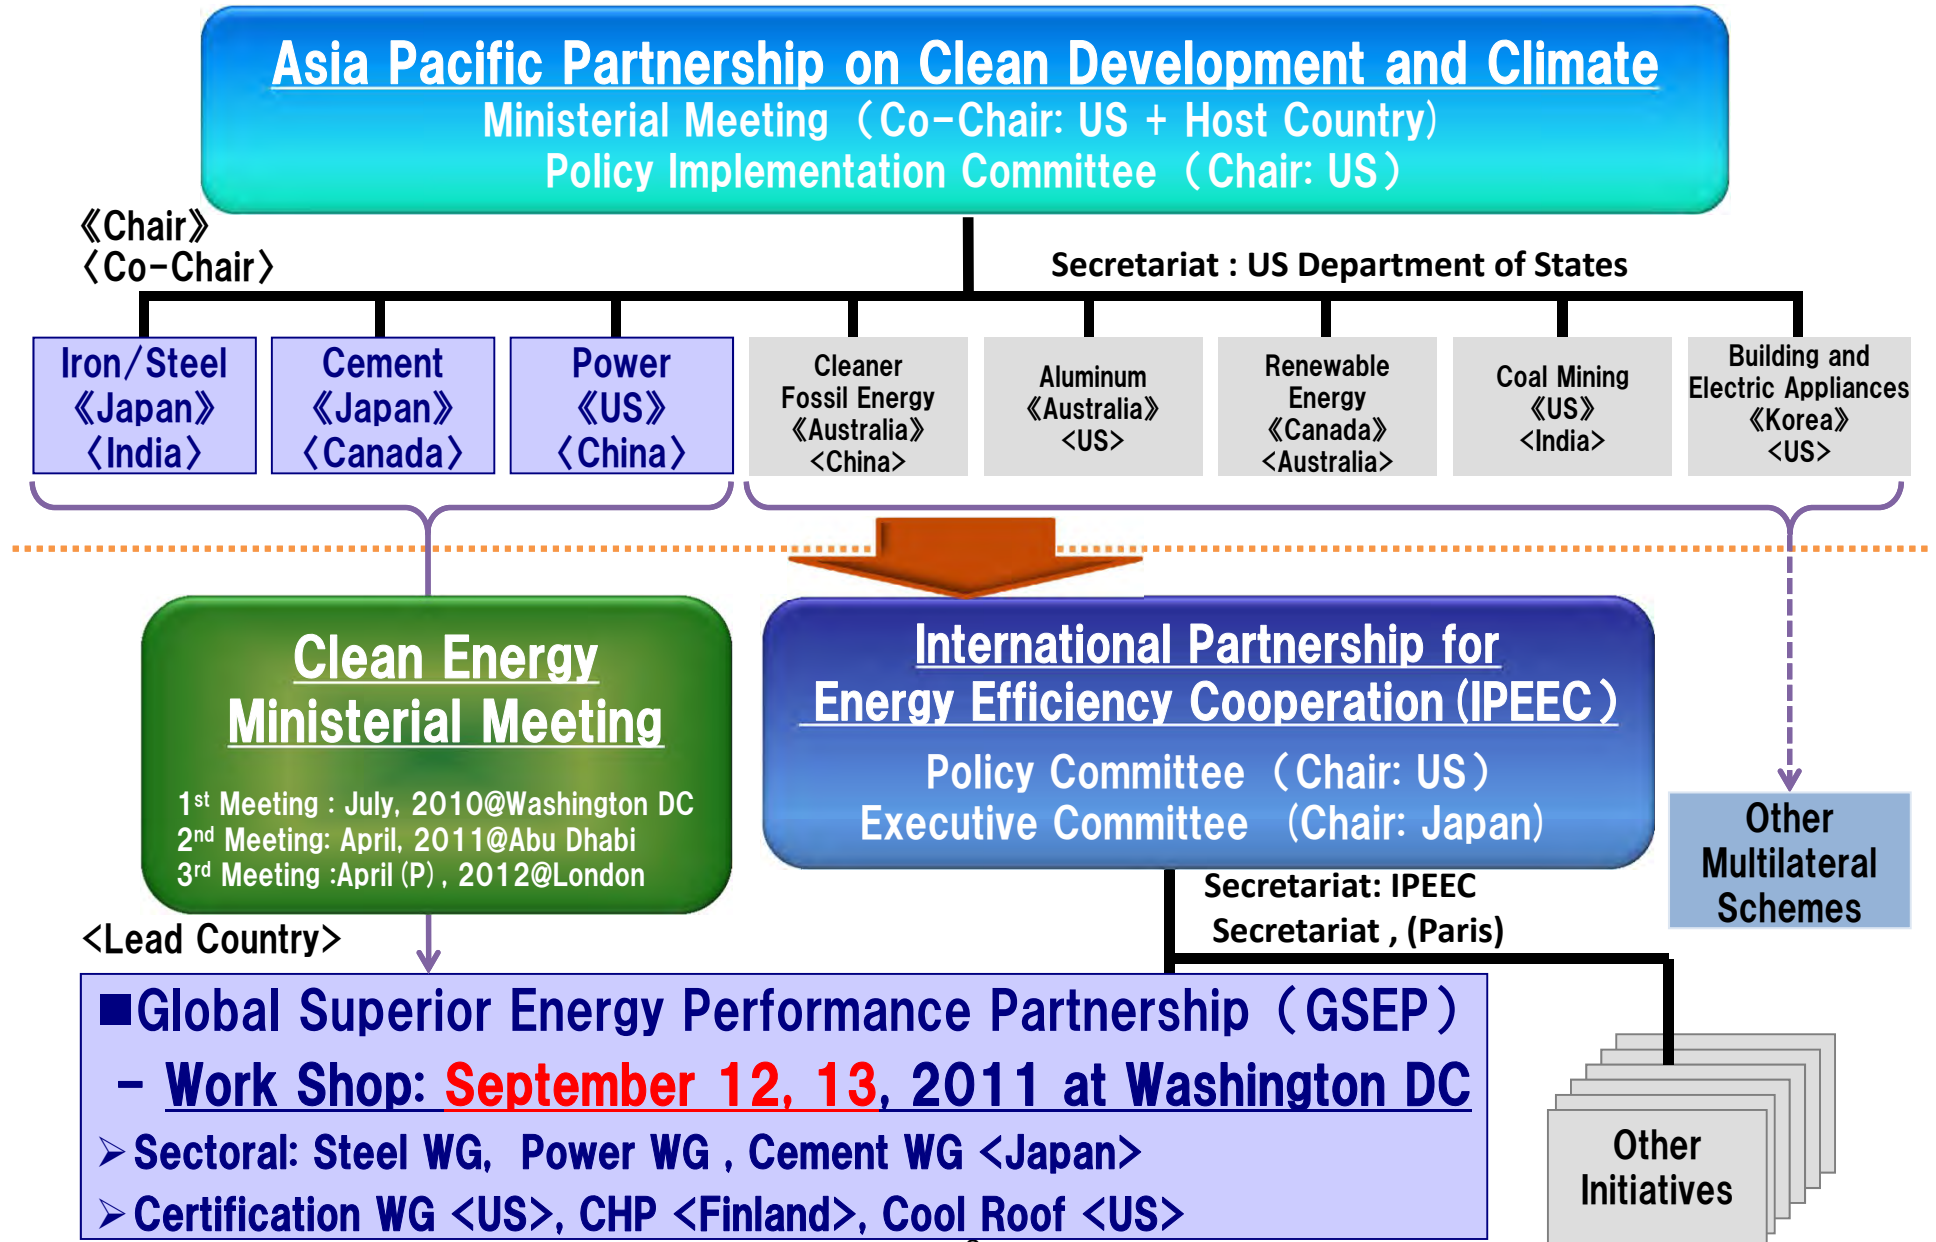 Asia Pacific Partnership on Clean Development and Climate
Ministerial Meeting (Co-Chair: US + Host Country)
Policy Implementation Committee (Chair: US)
《Chair》
〈Co-Chair〉
Secretariat : US Department of States
Iron/Steel
《Japan》
〈India〉
Cement
《Japan》
〈Canada〉
Power
《US》
〈China〉
Cleaner
Fossil Energy
《Australia》
<China>
Aluminum
《Australia》
<US>
Renewable
Energy
《Canada》
<Australia>
Coal Mining
《US》
<India>
Building and
Electric Appliances
《Korea》
<US>
Clean Energy
Ministerial Meeting
1st Meeting : July, 2010@Washington DC
2nd Meeting: April, 2011@Abu Dhabi
3rd Meeting :April (P) , 2012@London
International Partnership for
Energy Efficiency Cooperation (IPEEC)
Policy Committee (Chair: US)
Executive Committee (Chair: Japan)
Other
Multilateral
Schemes
Secretariat: IPEEC
Secretariat , (Paris)
<Lead Country>
■Global Superior Energy Performance Partnership (GSEP)
- Work Shop: September 12, 13, 2011 at Washington DC
➢Sectoral: Steel WG, Power WG , Cement WG <Japan>
➢Certification WG <US>, CHP <Finland>, Cool Roof <US>
Other
Initiatives